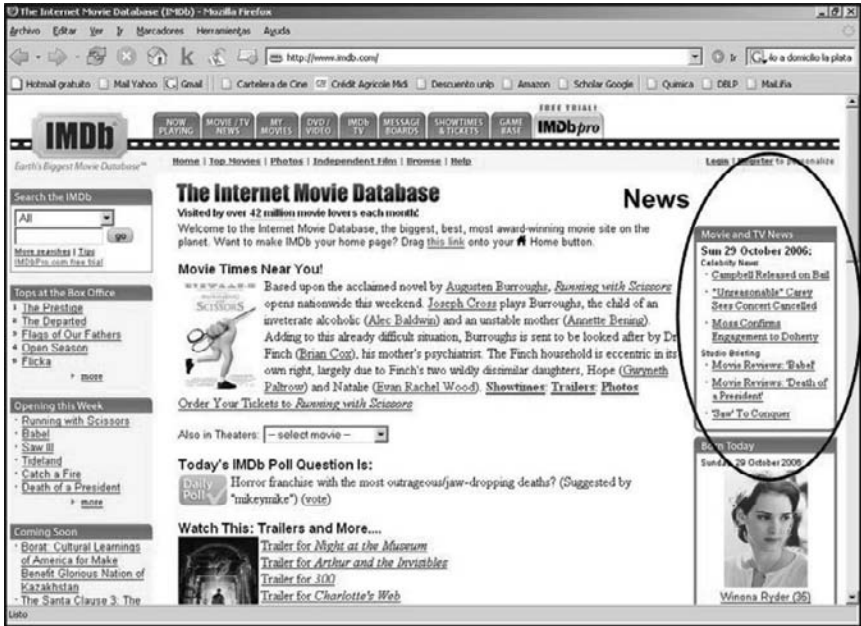 The Internet Movie Database (IMDb) - Mozilla Firefox
Archivo Editar Ver Ir Marcadores Herramientas Ayuda
http://www.imdb.com/
Ir
-lo a domicilio la plata
Hotmail gratuito Mail Yahoo Gmail Cartelera de Cine Crédit Agricole Midi Descuento unlp Amazon Scholar Google Quimica DBLP Mail.fia
FREE TRIAL!
IMDb
NOW PLAYING
MOVIE / TV NEWS
MY MOVIES
DVD / VIDEO
IMDb TV
MESSAGE BOARDS
SHOWTIMES & TICKETS
GAME BASE
IMDbpro
Earth's Biggest Movie Database™
Home | Top Movies | Photos | Independent Film | Browse | Help
Login | Register to personalize
Search the IMDb
All
go
More searches | Tips
IMDbPro.com free trial
Tops at the Box Office
1 The Prestige
2 The Departed
3 Flags of Our Fathers
4 Open Season
5 Flicka
more
Opening this Week
Running with Scissors
Babel
Saw III
Tideland
Catch a Fire
Death of a President
more
Coming Soon
Borat: Cultural Learnings
of America for Make
Benefit Glorious Nation of
Kazakhstan
The Santa Clause 3: The
The Internet Movie Database
Visited by over 42 million movie lovers each month!
Welcome to the Internet Movie Database, the biggest, best, most award-winning movie site on the
planet. Want to make IMDb your home page? Drag this link onto your Home button.
Movie Times Near You!
SCISSORS
Based upon the acclaimed novel by Augusten Burroughs, Running with Scissors
opens nationwide this weekend. Joseph Cross plays Burroughs, the child of an
inveterate alcoholic (Alec Baldwin) and an unstable mother (Annette Bening).
Adding to this already difficult situation, Burroughs is sent to be looked after by Dr
Finch (Brian Cox), his mother's psychiatrist. The Finch household is eccentric in its
own right, largely due to Finch's two wildly dissimilar daughters, Hope (Gwyneth
Paltrow) and Natalie (Evan Rachel Wood). Showtimes: Trailers: Photos
Order Your Tickets to Running with Scissors
Also in Theaters: -- select movie --
Today's IMDb Poll Question Is:
Daily Poll
Horror franchise with the most outrageous/jaw-dropping deaths? (Suggested by
"mikeymike") (vote)
Watch This: Trailers and More....
Trailer for Night at the Museum
Trailer for Arthur and the Invisibles
Trailer for 300
Trailer for Charlotte's Web
News
Movie and TV News
Sun 29 October 2006:
Celebrity News
Campbell Released on Bail
"Unreasonable" Carey
Sees Concert Cancelled
Moss Confirms
Engagement to Doherty
Studio Briefing
Movie Reviews: 'Babel'
Movie Reviews: 'Death of
a President'
'Saw' To Conquer
Born Today
Sunday, 29 October 2006:
Winona Ryder (35)
Listo